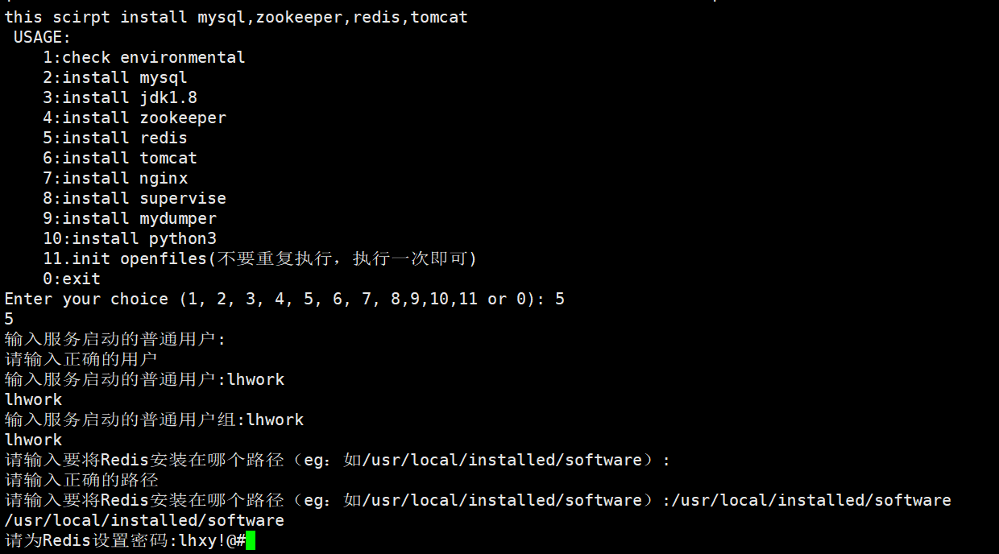 this scirpt install mysql,zookeeper,redis,tomcat
USAGE:
1:check environmental
2:install mysql
3:install jdk1.8
4:install zookeeper
5:install redis
6:install tomcat
7:install nginx
8:install supervise
9:install mydumper
10:install python3
11.init openfiles(不要重复执行，执行一次即可)
0:exit
Enter your choice (1, 2, 3, 4, 5, 6, 7, 8,9,10,11 or 0): 5
5
输入服务启动的普通用户:
请输入正确的用户
输入服务启动的普通用户:lhwork
lhwork
输入服务启动的普通用户组:lhwork
lhwork
请输入要将Redis安装在哪个路径（eg：如/usr/local/installed/software）:
请输入正确的路径
请输入要将Redis安装在哪个路径（eg：如/usr/local/installed/software）:/usr/local/installed/software
/usr/local/installed/software
请为Redis设置密码:lhxy!@#